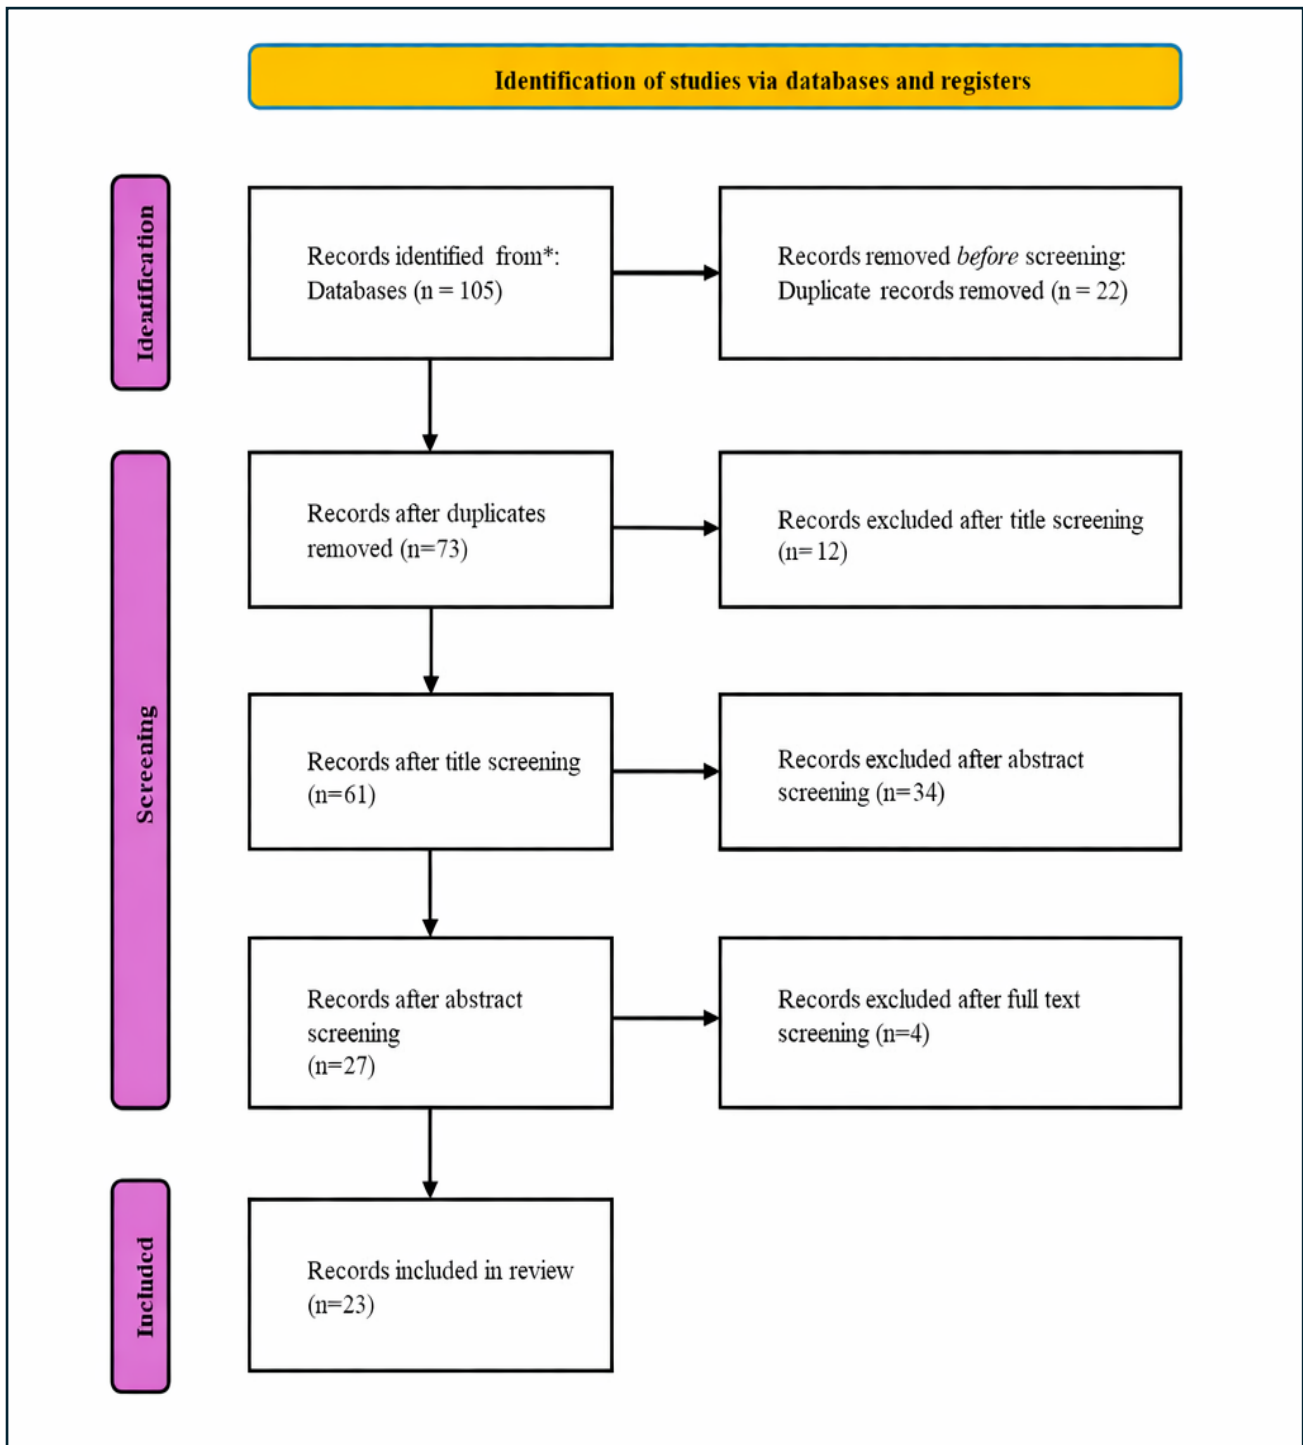 Identification of studies via databases and registers
Identification
Records identified from*:
Databases (n = 105)
Records removed before screening:
Duplicate records removed (n = 22)
Screening
Records after duplicates
removed (n=73)
Records excluded after title screening
(n=12)
Records after title screening
(n=61)
Records excluded after abstract
screening (n=34)
Records after abstract
screening
(n=27)
Records excluded after full text
screening (n=4)
Included
Records included in review
(n=23)